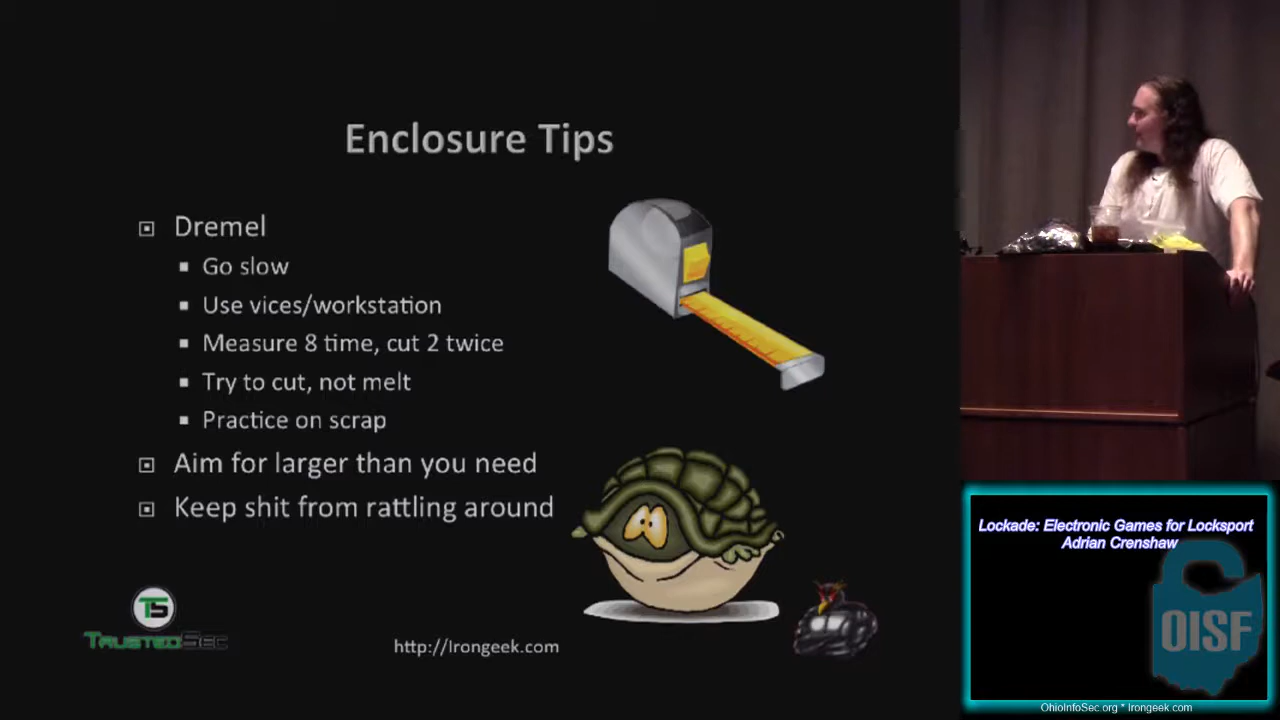 Enclosure Tips
Dremel
Go slow
Use vices/workstation
Measure 8 time, cut 2 twice
Try to cut, not melt
Practice on scrap
Aim for larger than you need
Keep shit from rattling around
TS
TRUSTEDSEC
http://Irongeek.com
Lockade: Electronic Games for Locksport
Adrian Crenshaw
OISF
OhioInfoSec.org * Irongeek.com